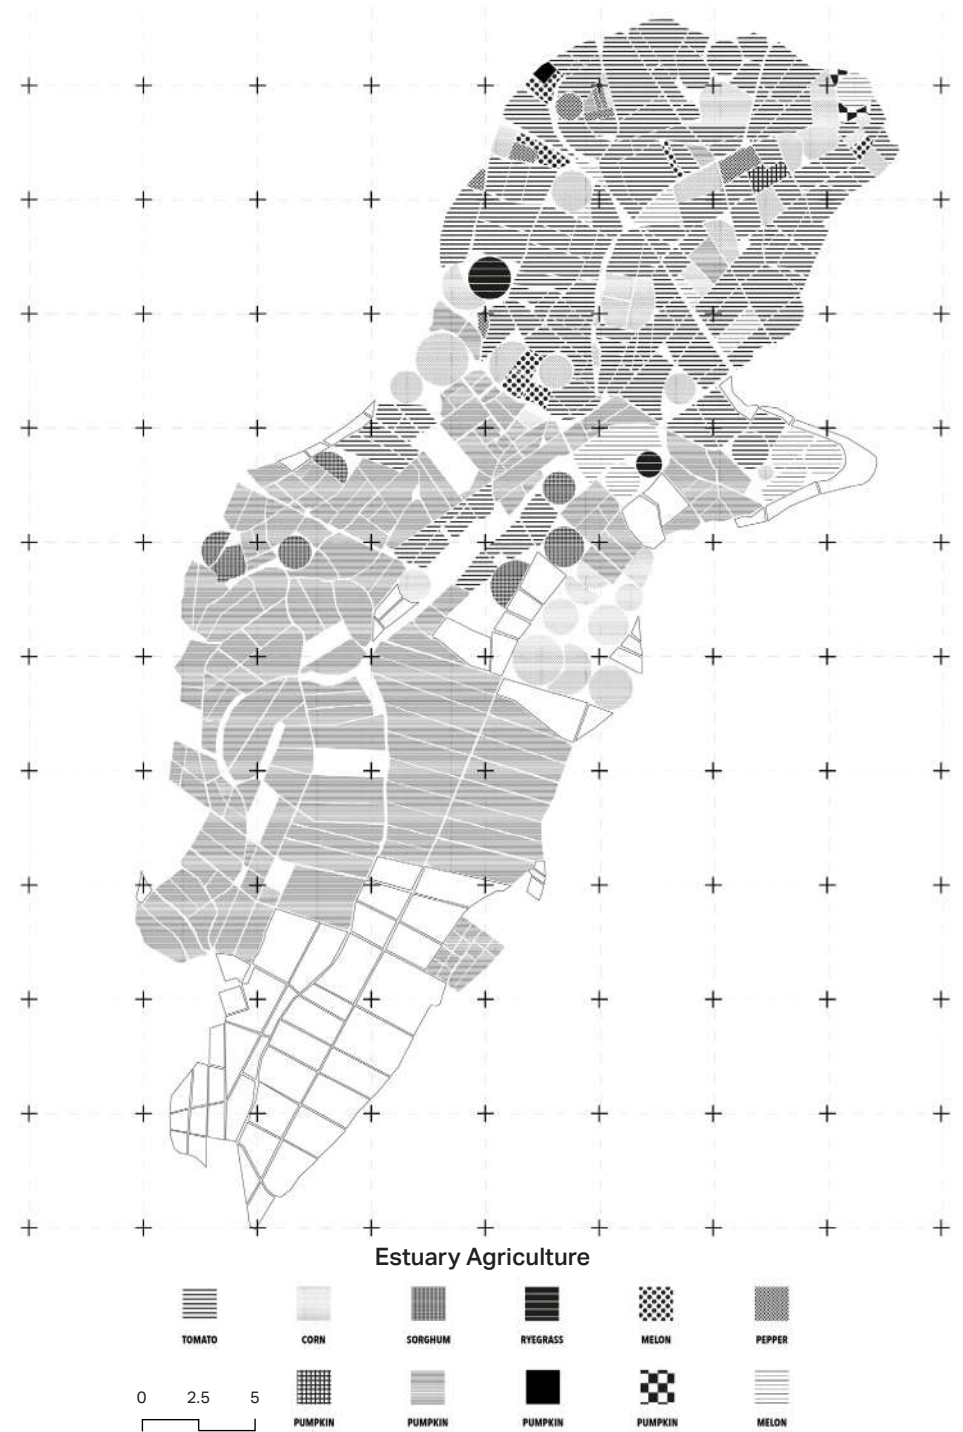 Estuary Agriculture
TOMATO CORN SORGHUM RYEGRASS MELON PEPPER
0 2.5 5
PUMPKIN PUMPKIN PUMPKIN PUMPKIN MELON